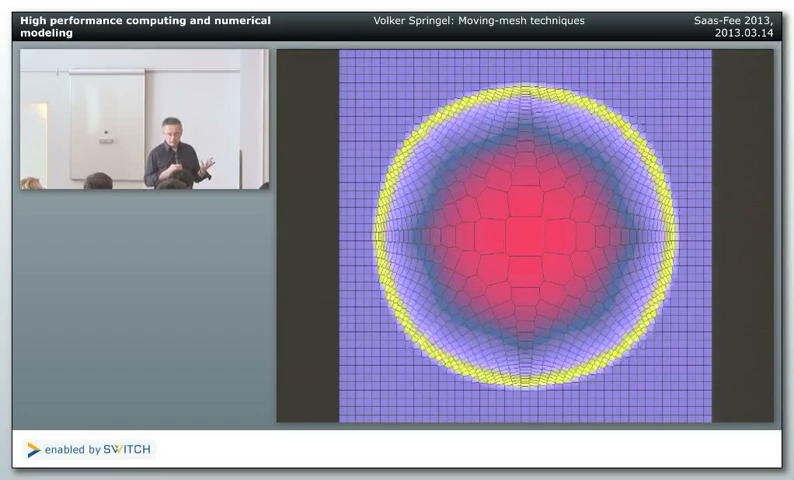 High performance computing and numerical
modeling
Volker Springel: Moving-mesh techniques
Saas-Fee 2013,
2013.03.14
enabled by SWITCH